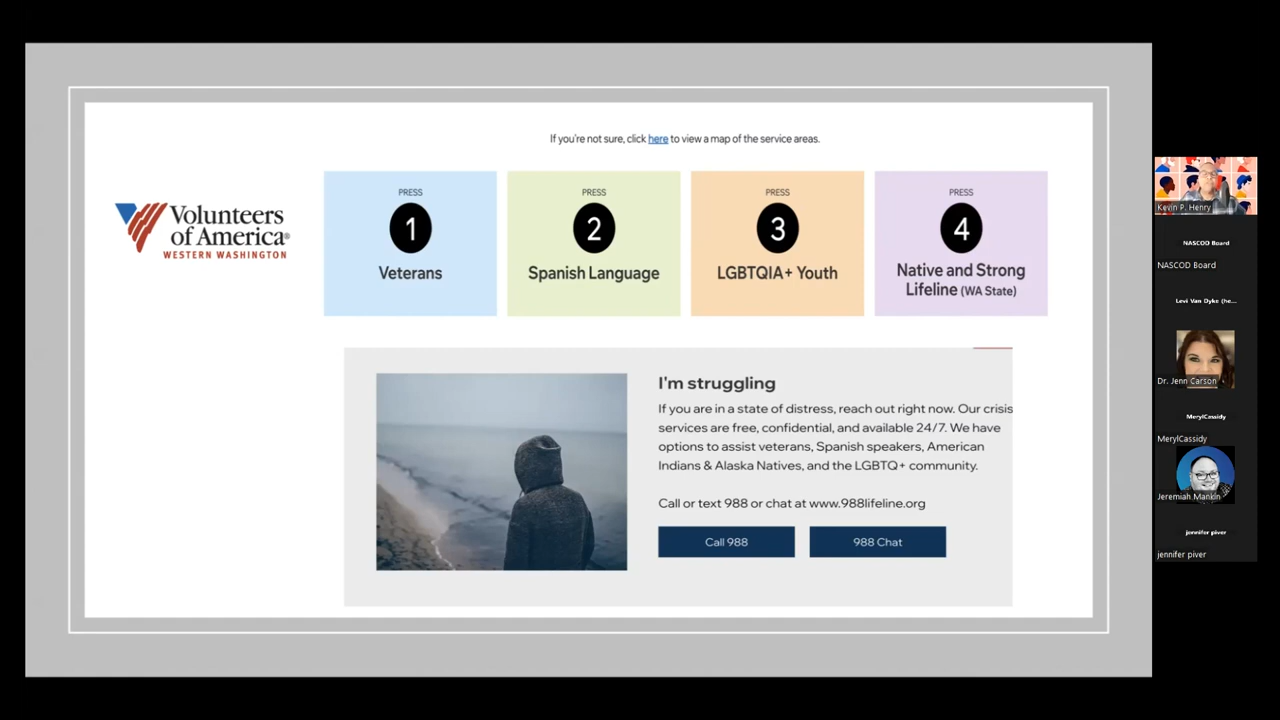 If you're not sure, click here to view a map of the service areas.
Volunteers
of America®
WESTERN WASHINGTON
PRESS
1
Veterans
PRESS
2
Spanish Language
PRESS
3
LGBTQIA+ Youth
PRESS
4
Native and Strong
Lifeline (WA State)
I'm struggling
If you are in a state of distress, reach out right now. Our crisis
services are free, confidential, and available 24/7. We have
options to assist veterans, Spanish speakers, American
Indians & Alaska Natives, and the LGBTQ+ community.
Call or text 988 or chat at www.988lifeline.org
Call 988
988 Chat
Kevin P. Henry
NASCOD Board
NASCOD Board
Levi Van Dyke (he...
Dr. Jenn Carson
MerylCassidy
MerylCassidy
Jeremiah Mankin
jennifer piver
jennifer piver